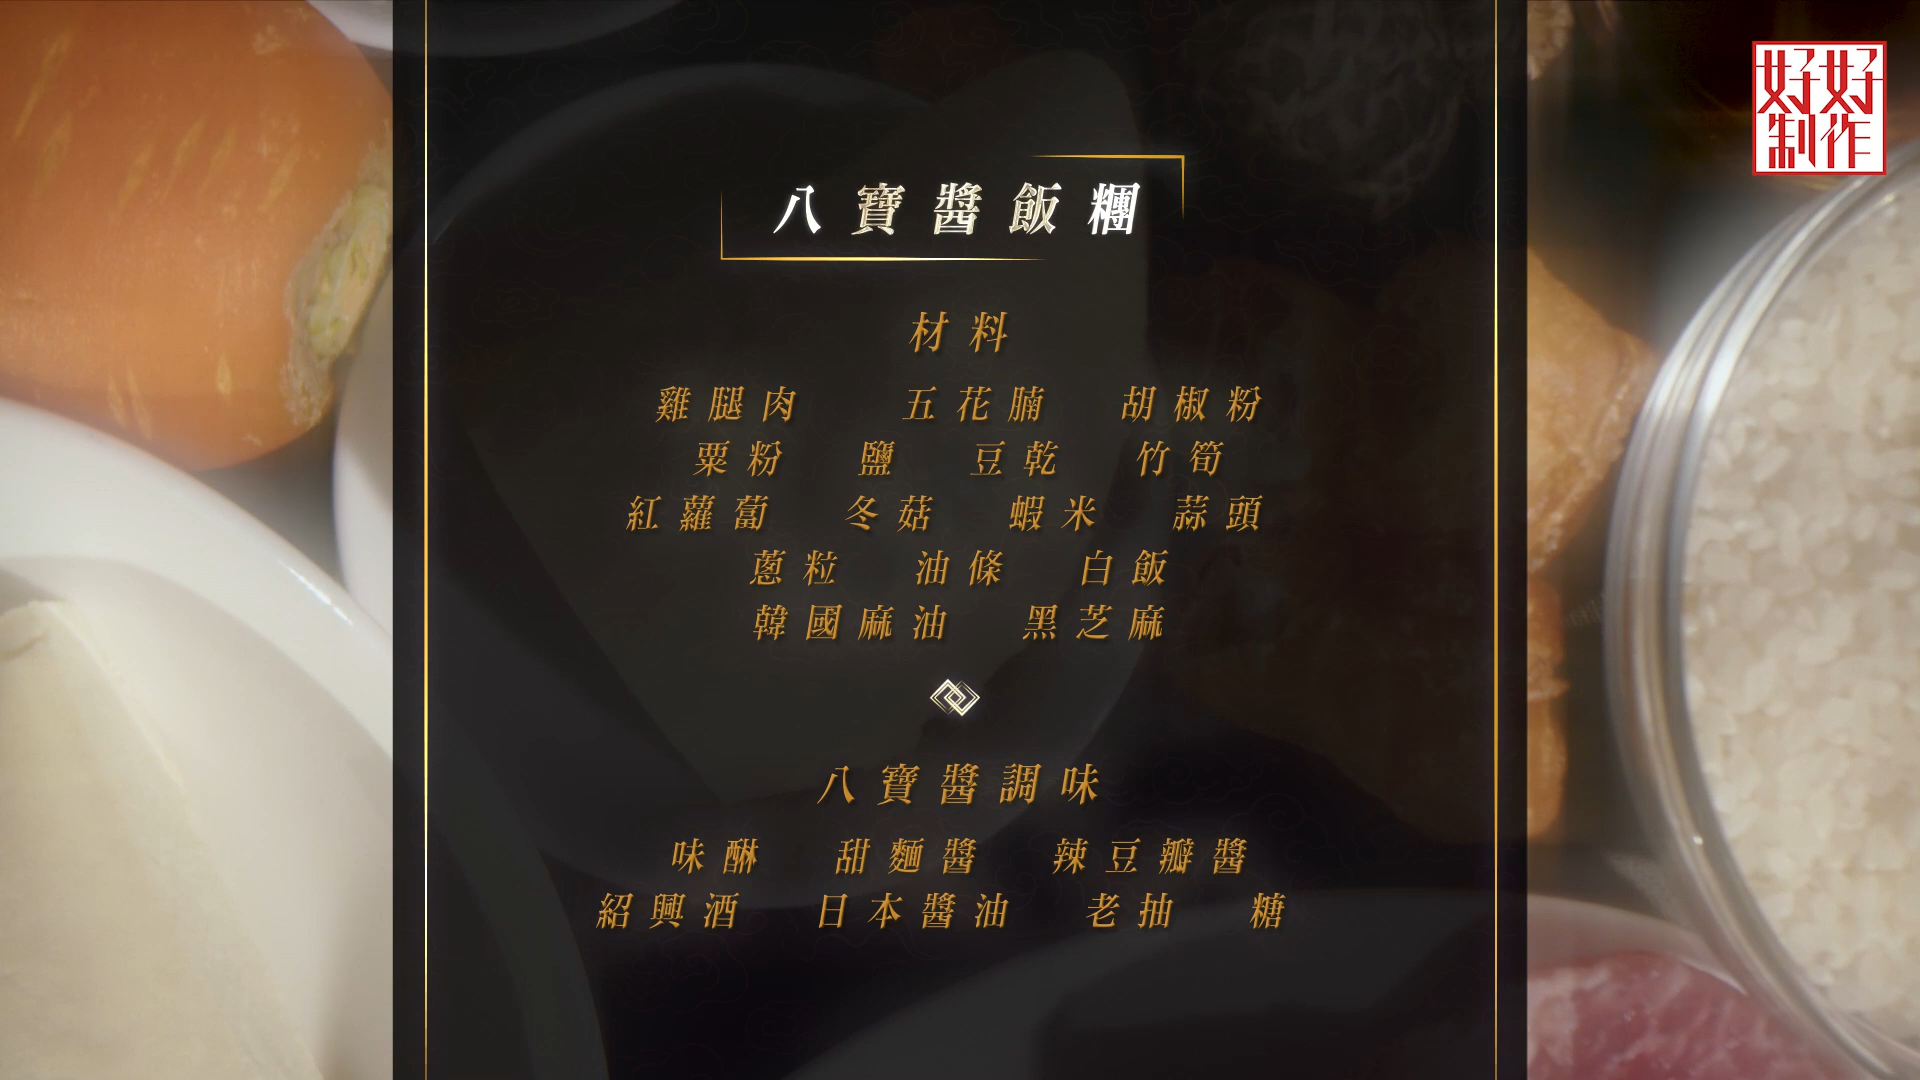 好好
制作
八寶醬飯糰
材料
雞腿肉 五花腩 胡椒粉
粟粉 鹽 豆乾 竹筍
紅蘿蔔 冬菇 蝦米 蒜頭
蔥粒 油條 白飯
韓國麻油 黑芝麻
八寶醬調味
味醂 甜麵醬 辣豆瓣醬
紹興酒 日本醬油 老抽 糖